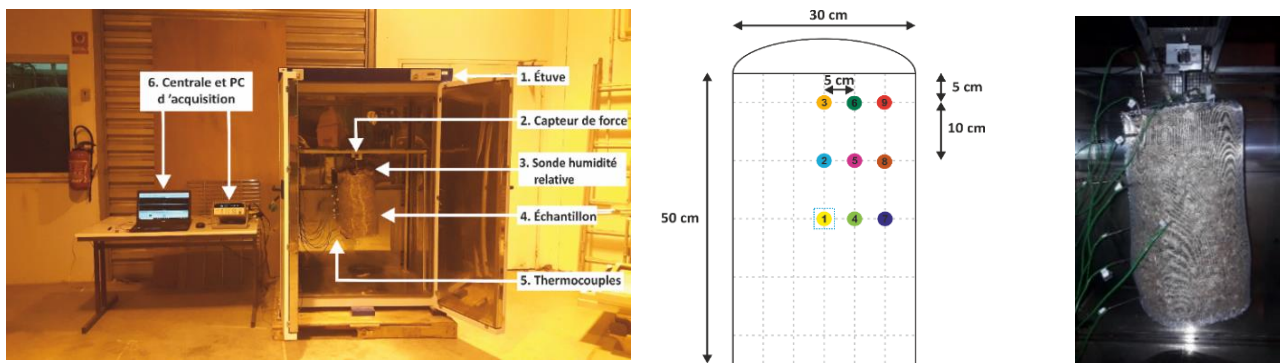 6. Centrale et PC
d 'acquisition
1. Étuve
2. Capteur de force
3. Sonde humidité
relative
4. Échantillon
5. Thermocouples
30 cm
5 cm
5 cm
3 6 9
10 cm
2 5 8
50 cm
1 4 7